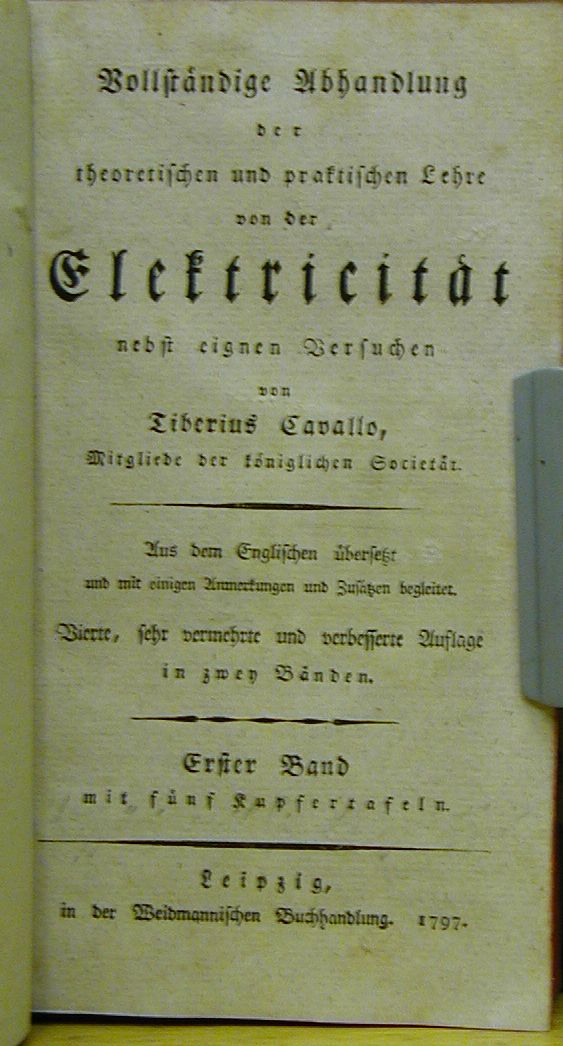 Vollständige Abhandlung
der
theoretischen und praktischen Lehre
von der
Elektricität
nebst eignen Versuchen
von
Tiberius Cavallo,
Mitgliede der königlichen Societät.
Aus dem Englischen übersetzt
und mit einigen Anmerkungen und Zusätzen begleitet.
Vierte, sehr vermehrte und verbesserte Auflage
in zwey Bänden.
Erster Band
mit fünf Kupfertafeln.
Leipzig,
in der Weidmannischen Buchhandlung. 1797.